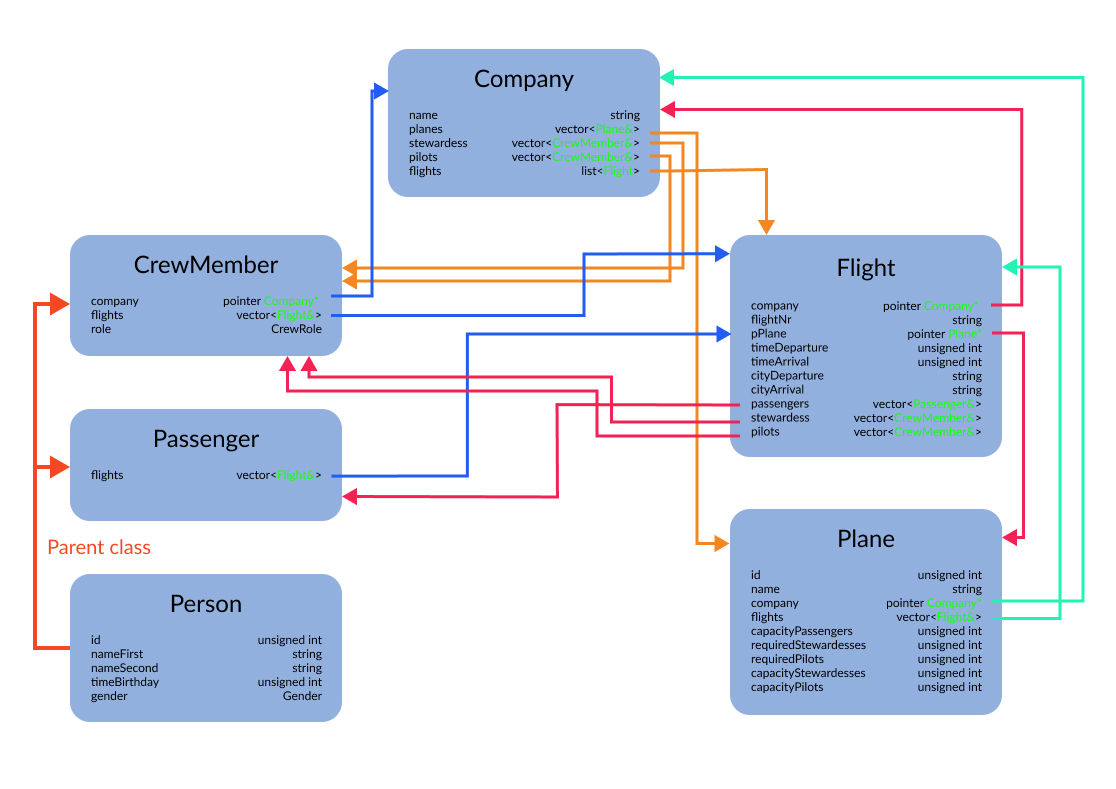 Company
name string
planes vector<Plane&>
stewardess vector<CrewMember&>
pilots vector<CrewMember&>
flights list<Flight>
CrewMember
company pointer Company*
flights vector<Flight&>
role CrewRole
Flight
company pointer Company*
flightNr string
pPlane pointer Plane*
timeDeparture unsigned int
timeArrival unsigned int
cityDeparture string
cityArrival string
passengers vector<Passenger&>
stewardess vector<CrewMember&>
pilots vector<CrewMember&>
Passenger
flights vector<Flight&>
Parent class
Person
id unsigned int
nameFirst string
nameSecond string
timeBirthday unsigned int
gender Gender
Plane
id unsigned int
name string
company pointer Company*
flights vector<Flight&>
capacityPassengers unsigned int
requiredStewardesses unsigned int
requiredPilots unsigned int
capacityStewardesses unsigned int
capacityPilots unsigned int